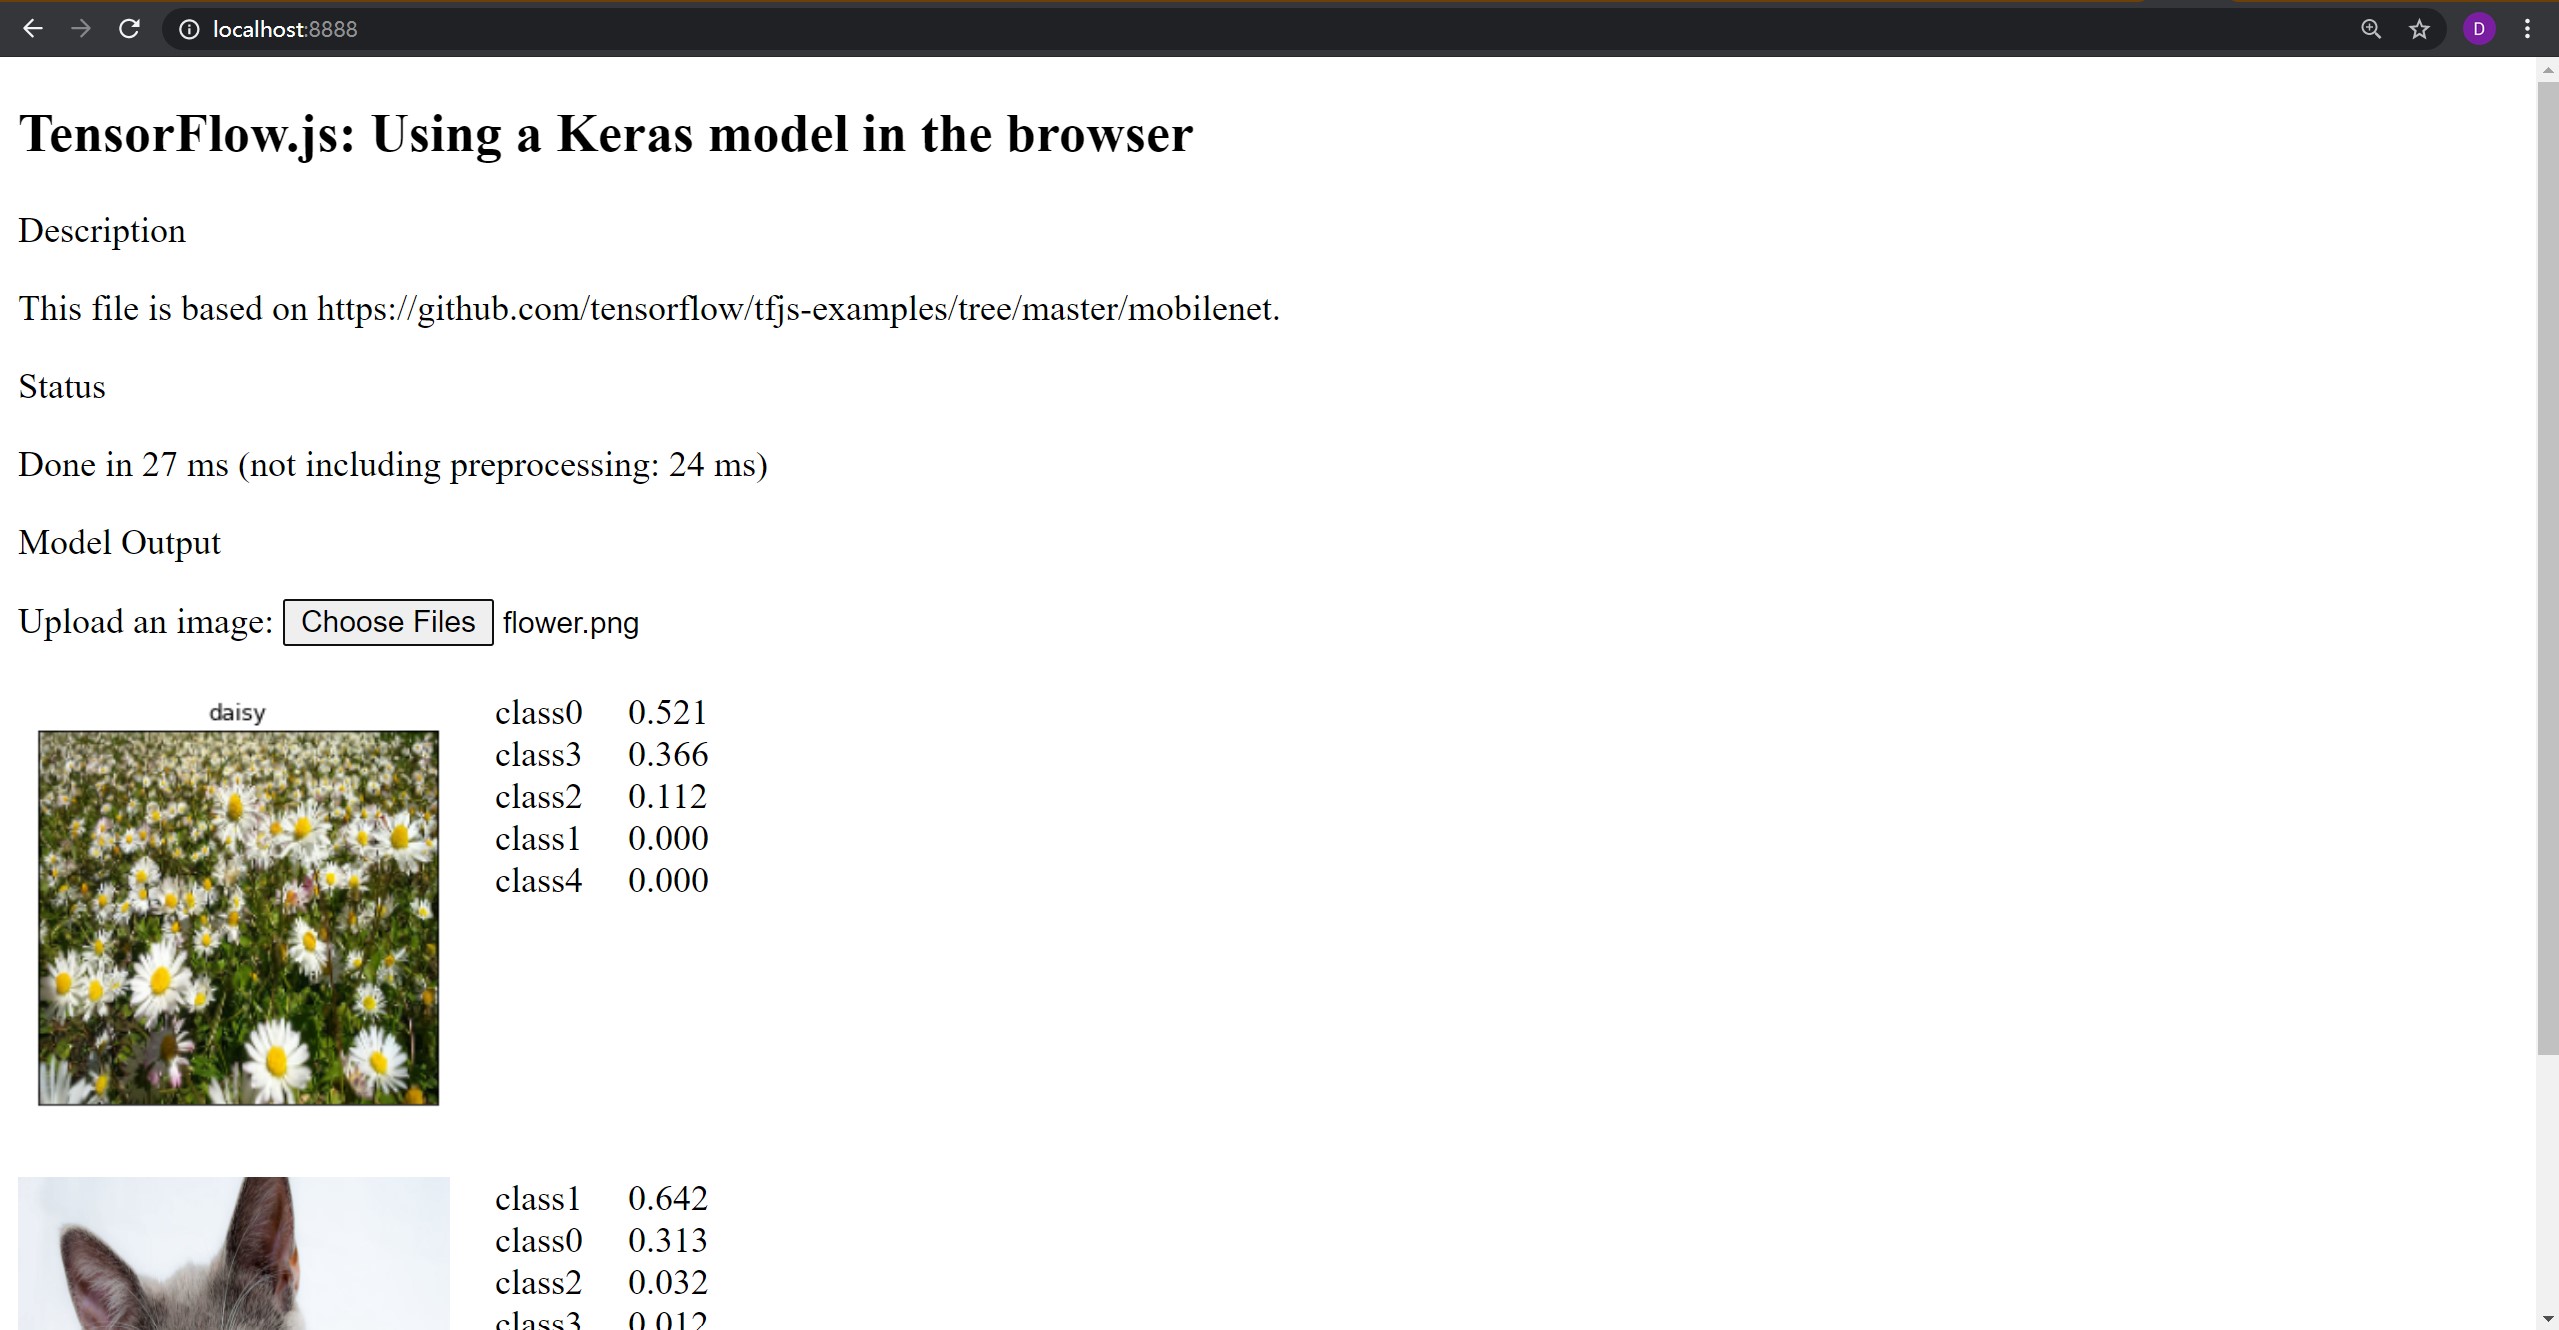 localhost:8888
D
TensorFlow.js: Using a Keras model in the browser
Description
This file is based on https://github.com/tensorflow/tfjs-examples/tree/master/mobilenet.
Status
Done in 27 ms (not including preprocessing: 24 ms)
Model Output
Upload an image: Choose Files flower.png
daisy
class0 0.521
class3 0.366
class2 0.112
class1 0.000
class4 0.000
class1 0.642
class0 0.313
class2 0.032
class3 0.012